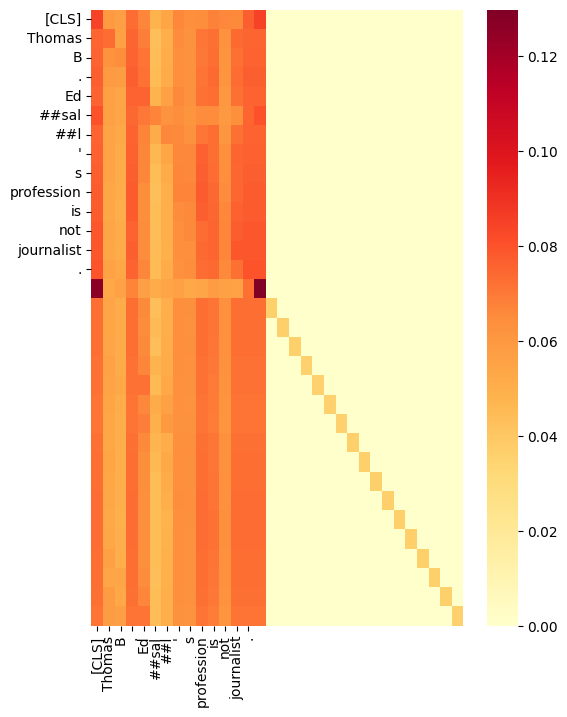 [CLS]
Thomas
B
.
Ed
##sal
##l
'
s
profession
is
not
journalist
.
0.12
0.10
0.08
0.06
0.04
0.02
0.00
[CLS]
Thomas
B
.
Ed
##sal
##l
'
s
profession
is
not
journalist
.